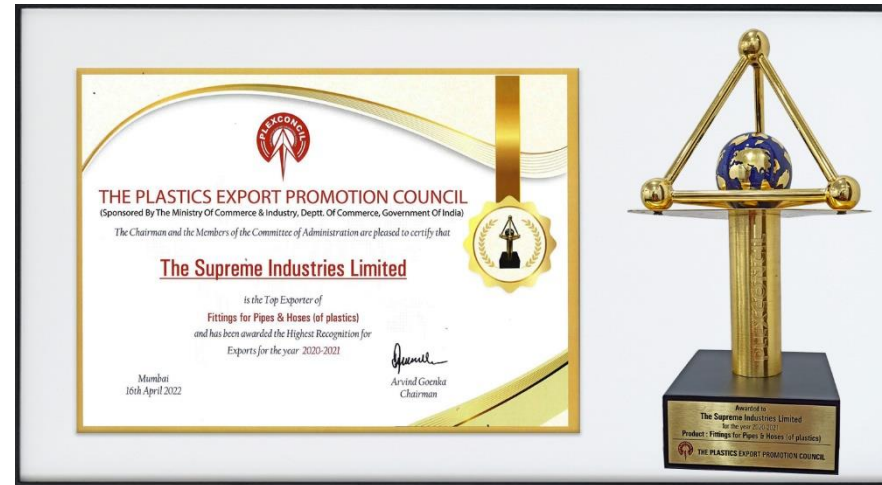 PLEXCONCIL
THE PLASTICS EXPORT PROMOTION COUNCIL
(Sponsored By The Ministry Of Commerce & Industry, Deptt. Of Commerce, Government Of India)
The Chairman and the Members of the Committee of Administration are pleased to certify that
The Supreme Industries Limited
is the Top Exporter of
Fittings for Pipes & Hoses (of plastics)
and has been awarded the Highest Recognition for
Exports for the year 2020-2021
Mumbai
16th April 2022
Arvind Goenka
Chairman
PLEXCONCIL
Awarded to
The Supreme Industries Limited
for the year 2020-2021
Product : Fittings for Pipes & Hoses (of plastics)
THE PLASTICS EXPORT PROMOTION COUNCIL